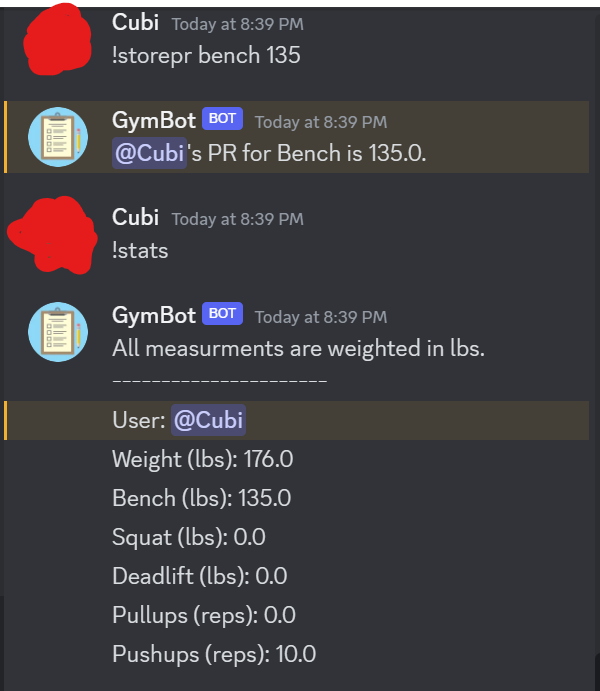 Cubi Today at 8:39 PM
!storepr bench 135
GymBot BOT Today at 8:39 PM
@Cubi's PR for Bench is 135.0.
Cubi Today at 8:39 PM
!stats
GymBot BOT Today at 8:39 PM
All measurments are weighted in lbs.
----------------------
User: @Cubi
Weight (lbs): 176.0
Bench (lbs): 135.0
Squat (lbs): 0.0
Deadlift (lbs): 0.0
Pullups (reps): 0.0
Pushups (reps): 10.0